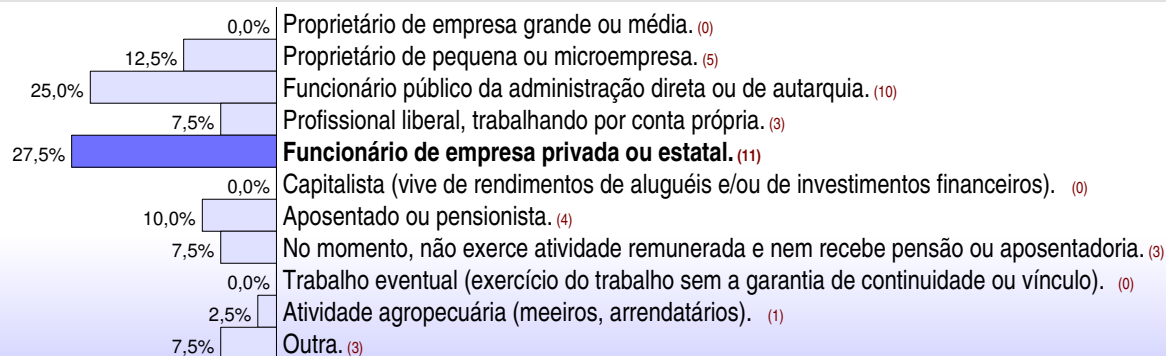 0,0% Proprietário de empresa grande ou média. (0)
12,5% Proprietário de pequena ou microempresa. (5)
25,0% Funcionário público da administração direta ou de autarquia. (10)
7,5% Profissional liberal, trabalhando por conta própria. (3)
27,5% Funcionário de empresa privada ou estatal. (11)
0,0% Capitalista (vive de rendimentos de aluguéis e/ou de investimentos financeiros). (0)
10,0% Aposentado ou pensionista. (4)
7,5% No momento, não exerce atividade remunerada e nem recebe pensão ou aposentadoria. (3)
0,0% Trabalho eventual (exercício do trabalho sem a garantia de continuidade ou vínculo). (0)
2,5% Atividade agropecuária (meeiros, arrendatários). (1)
7,5% Outra. (3)